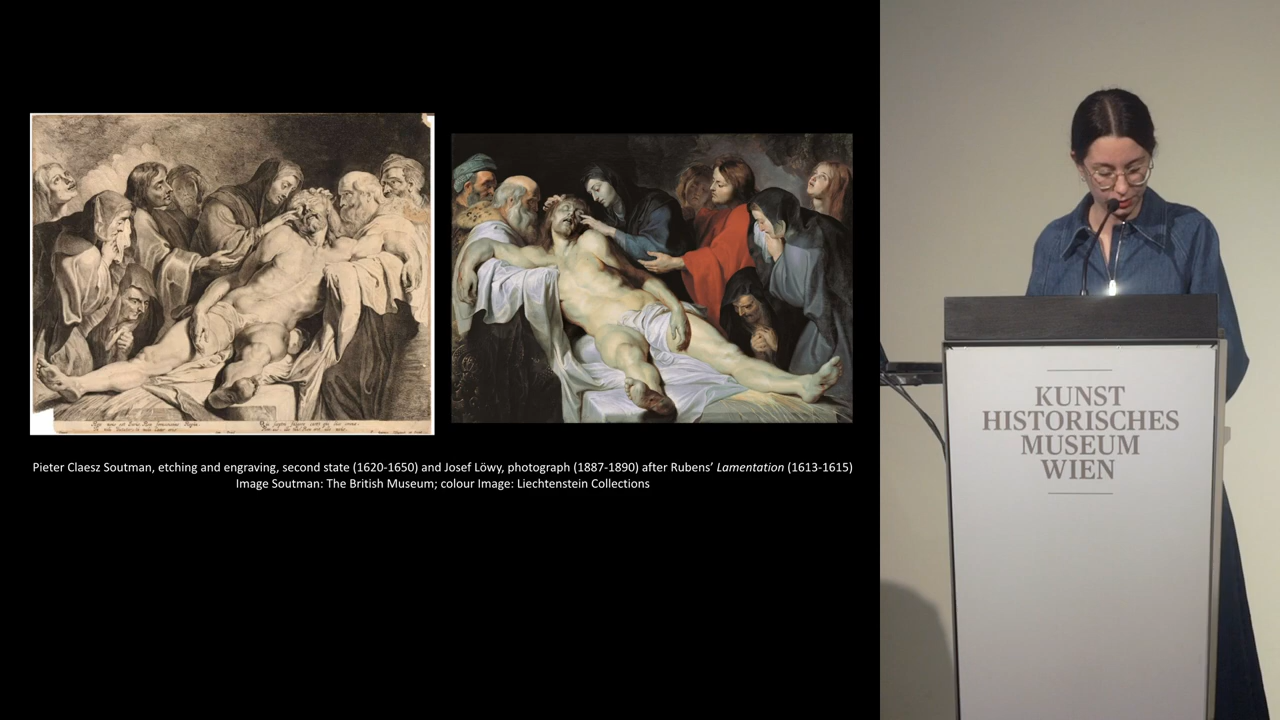 Pieter Claesz Soutman, etching and engraving, second state (1620-1650) and Josef Löwy, photograph (1887-1890) after Rubens' Lamentation (1613-1615)
Image Soutman: The British Museum; colour Image: Liechtenstein Collections
KUNST
HISTORISCHES
MUSEUM
WIEN